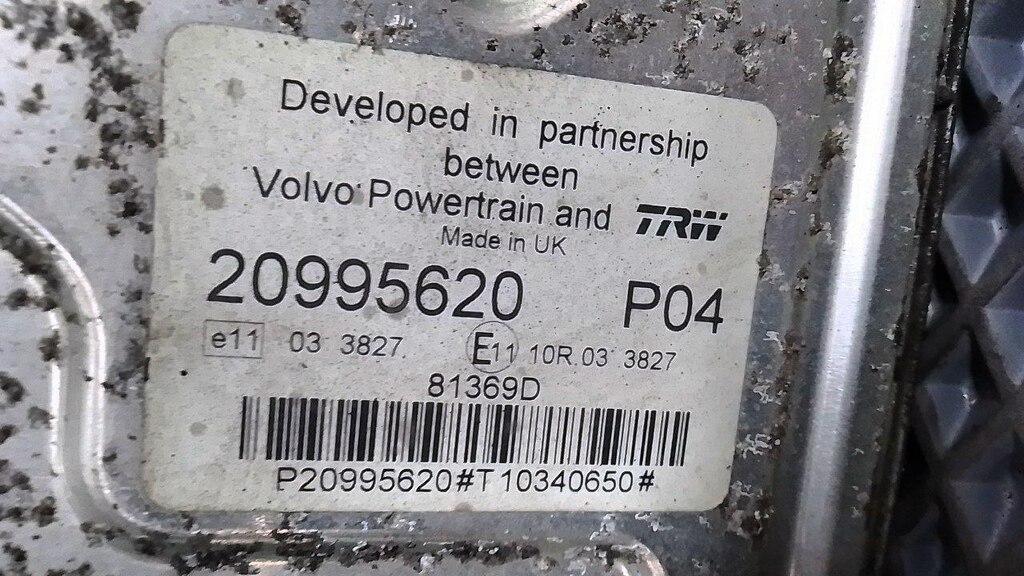 Developed in partnership
between
Volvo Powertrain and TRW
Made in UK
20995620 P04
e11 03 3827 E11 10R.03 3827
81369D
P20995620#T10340650#